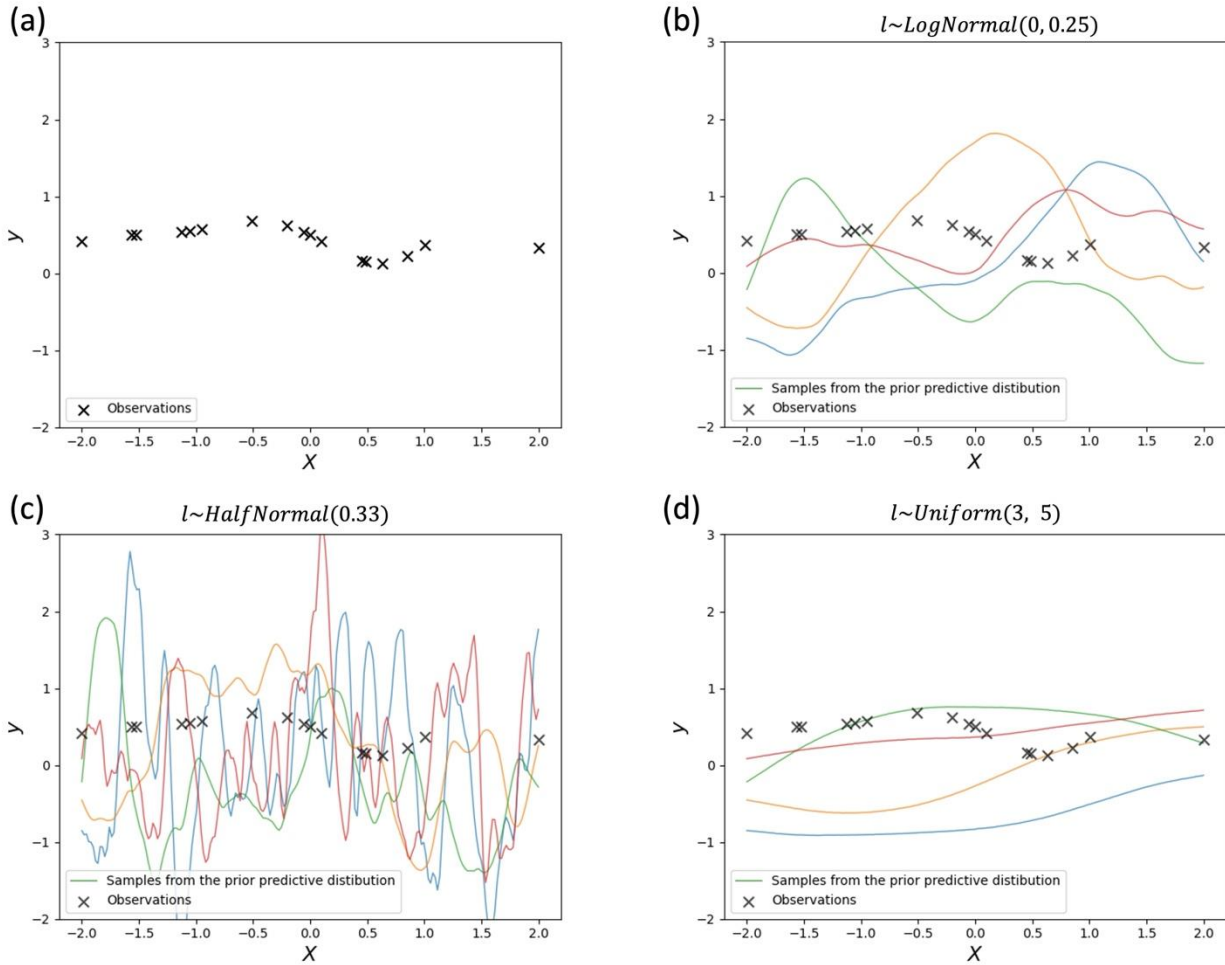 (a)
3
2
1
0
−1
−2
y
Observations
−2.0 −1.5 −1.0 −0.5 0.0 0.5 1.0 1.5 2.0
X
(b)
l~LogNormal(0, 0.25)
3
2
1
0
−1
−2
y
Samples from the prior predictive distibution
Observations
−2.0 −1.5 −1.0 −0.5 0.0 0.5 1.0 1.5 2.0
X
(c)
l~HalfNormal(0.33)
3
2
1
0
−1
−2
y
Samples from the prior predictive distibution
Observations
−2.0 −1.5 −1.0 −0.5 0.0 0.5 1.0 1.5 2.0
X
(d)
l~Uniform(3, 5)
3
2
1
0
−1
−2
y
Samples from the prior predictive distibution
Observations
−2.0 −1.5 −1.0 −0.5 0.0 0.5 1.0 1.5 2.0
X